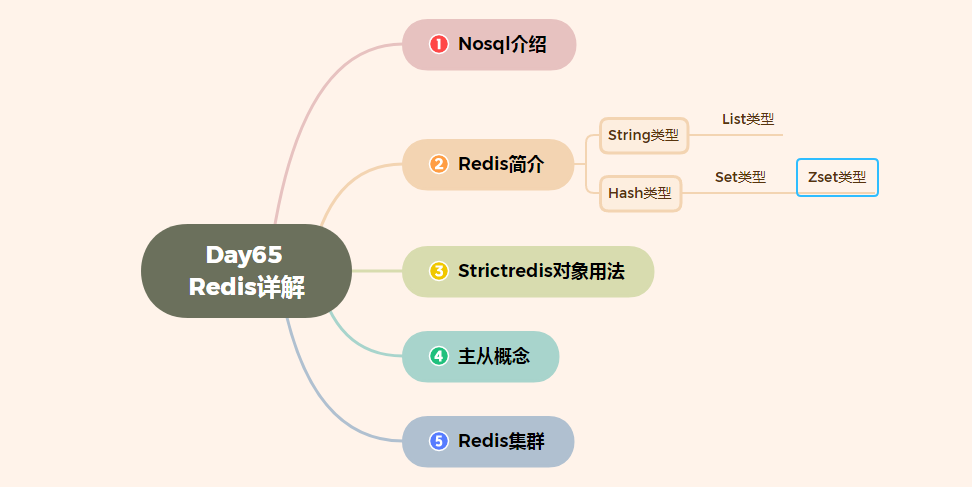 Day65
Redis详解
1 Nosql介绍
2 Redis简介
String类型
List类型
Hash类型
Set类型
Zset类型
3 Strictredis对象用法
4 主从概念
5 Redis集群